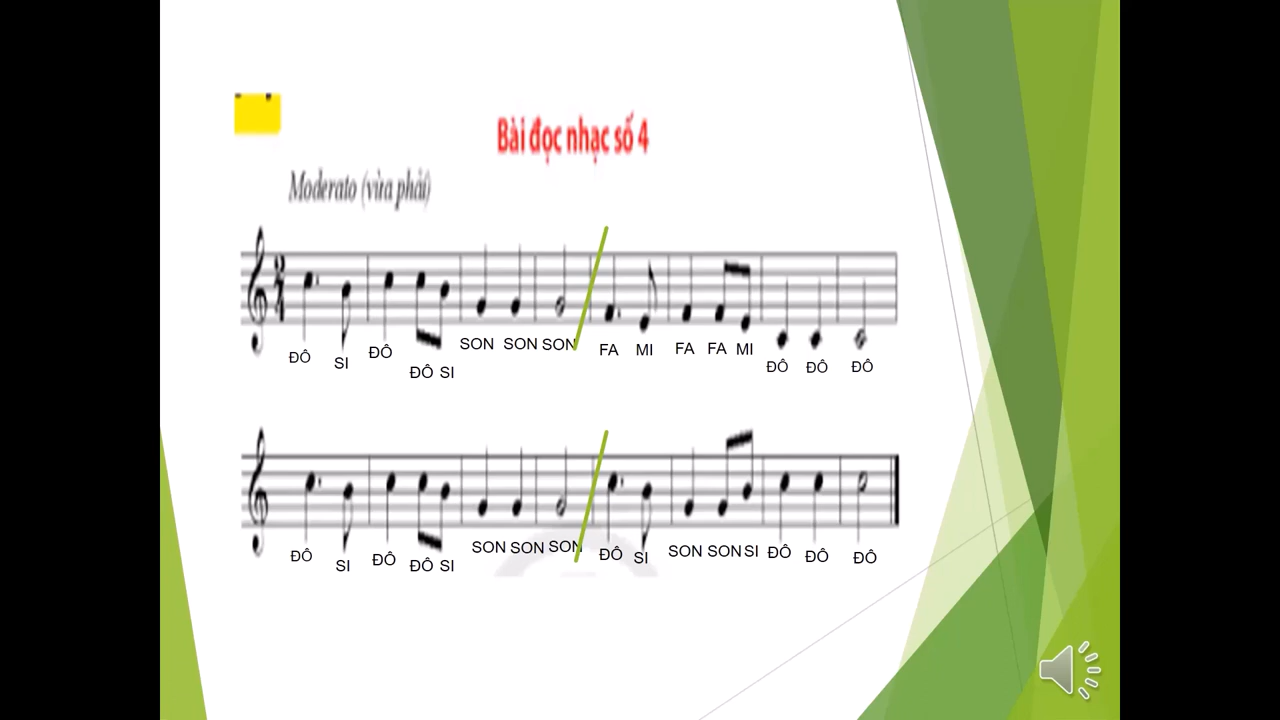 Bài đọc nhạc số 4
Moderato (vừa phải)
2
4
ĐÔ SI ĐÔ ĐÔ SI SON SON SON FA MI FA FA MI ĐÔ ĐÔ ĐÔ
ĐÔ SI ĐÔ ĐÔ SI SON SON SON ĐÔ SI SON SON SI ĐÔ ĐÔ ĐÔ